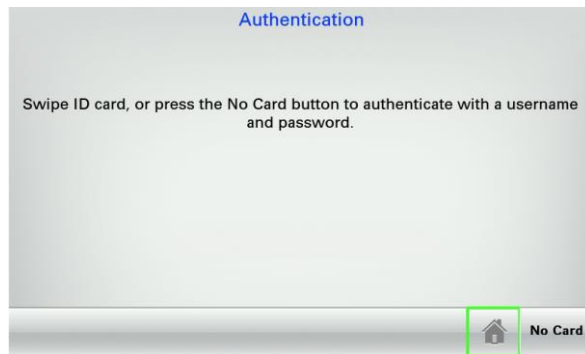 Authentication
Swipe ID card, or press the No Card button to authenticate with a username
and password.
No Card